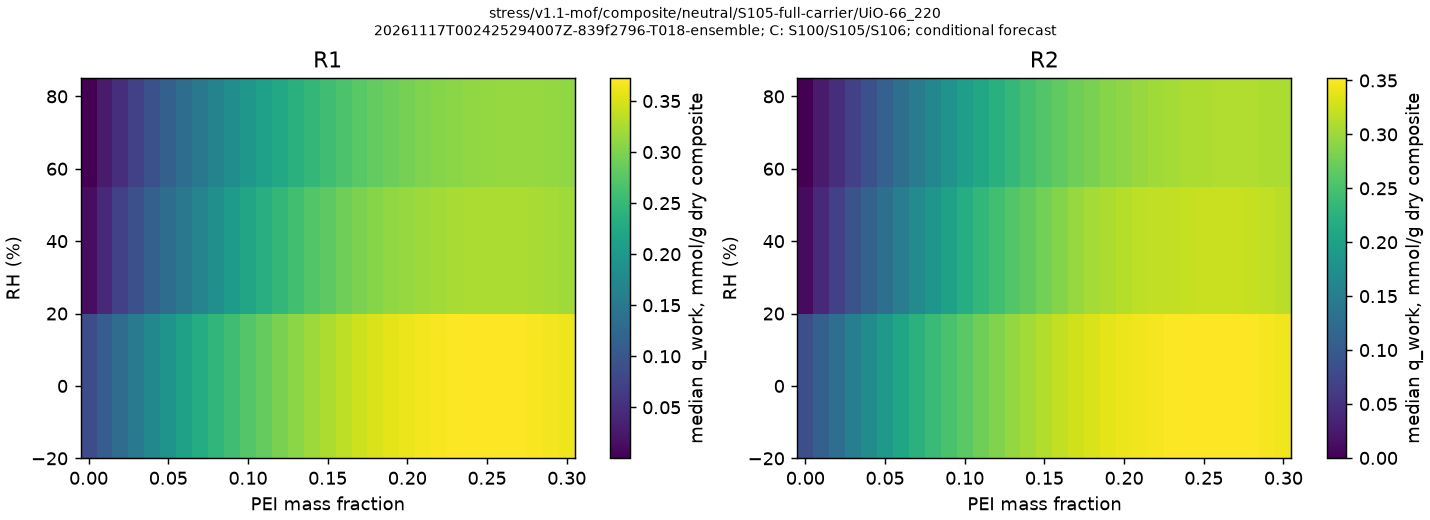 stress/v1.1-mof/composite/neutral/S105-full-carrier/UiO-66_220
20261117T002425294007Z-839f2796-T018-ensemble; C: S100/S105/S106; conditional forecast
R1
80
60
40
20
0
−20
RH (%)
0.00 0.05 0.10 0.15 0.20 0.25 0.30
PEI mass fraction
0.35
0.30
0.25
0.20
0.15
0.10
0.05
median q_work, mmol/g dry composite
R2
80
60
40
20
0
−20
RH (%)
0.00 0.05 0.10 0.15 0.20 0.25 0.30
PEI mass fraction
0.35
0.30
0.25
0.20
0.15
0.10
0.05
0.00
median q_work, mmol/g dry composite